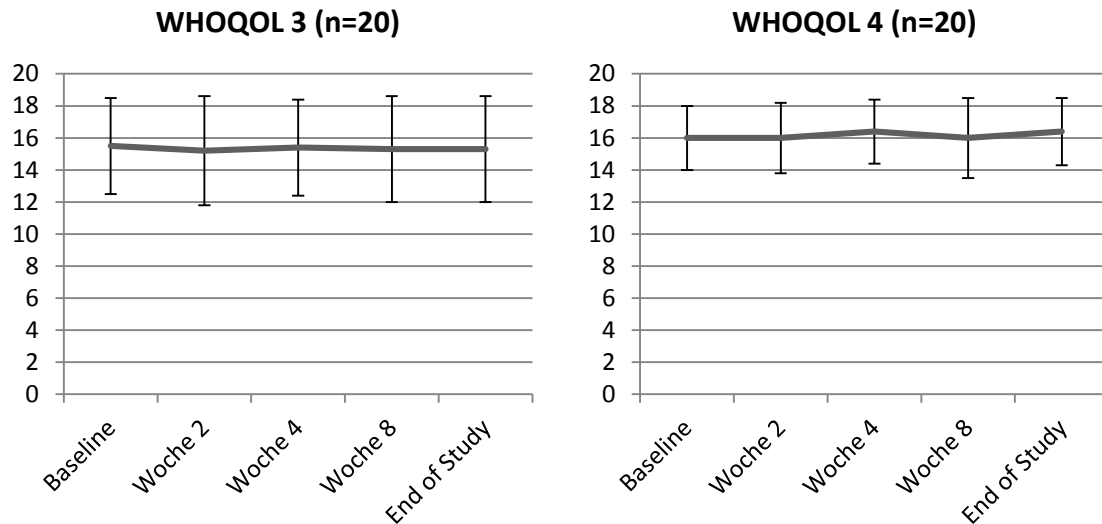 WHOQOL 3 (n=20)
20
18
16
14
12
10
8
6
4
2
0
Baseline
Woche 2
Woche 4
Woche 8
End of Study
WHOQOL 4 (n=20)
20
18
16
14
12
10
8
6
4
2
0
Baseline
Woche 2
Woche 4
Woche 8
End of Study